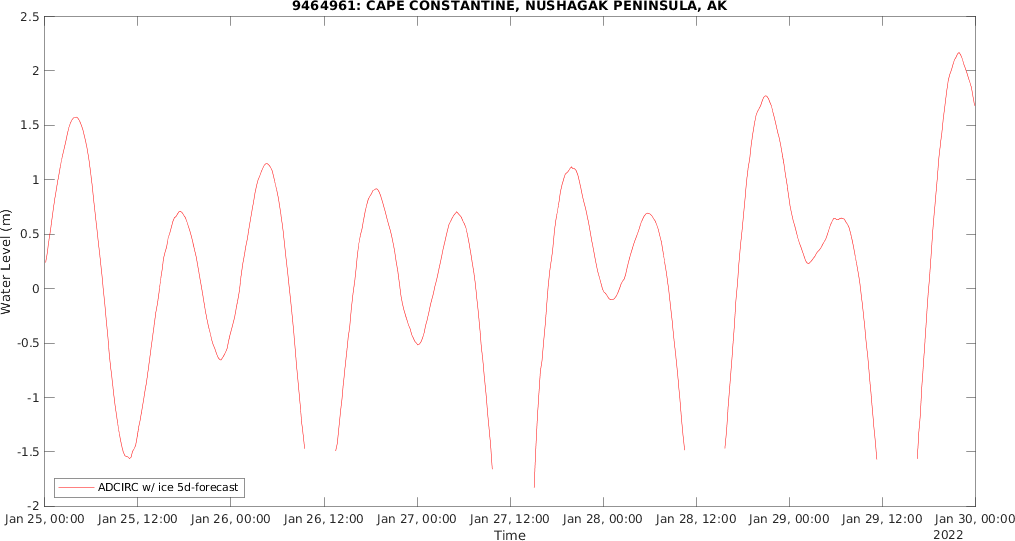 9464961: CAPE CONSTANTINE, NUSHAGAK PENINSULA, AK
2.5
2
1.5
1
0.5
0
-0.5
-1
-1.5
-2
Water Level (m)
ADCIRC w/ ice 5d-forecast
Jan 25, 00:00 Jan 25, 12:00 Jan 26, 00:00 Jan 26, 12:00 Jan 27, 00:00 Jan 27, 12:00 Jan 28, 00:00 Jan 28, 12:00 Jan 29, 00:00 Jan 29, 12:00 Jan 30, 00:00
Time
2022